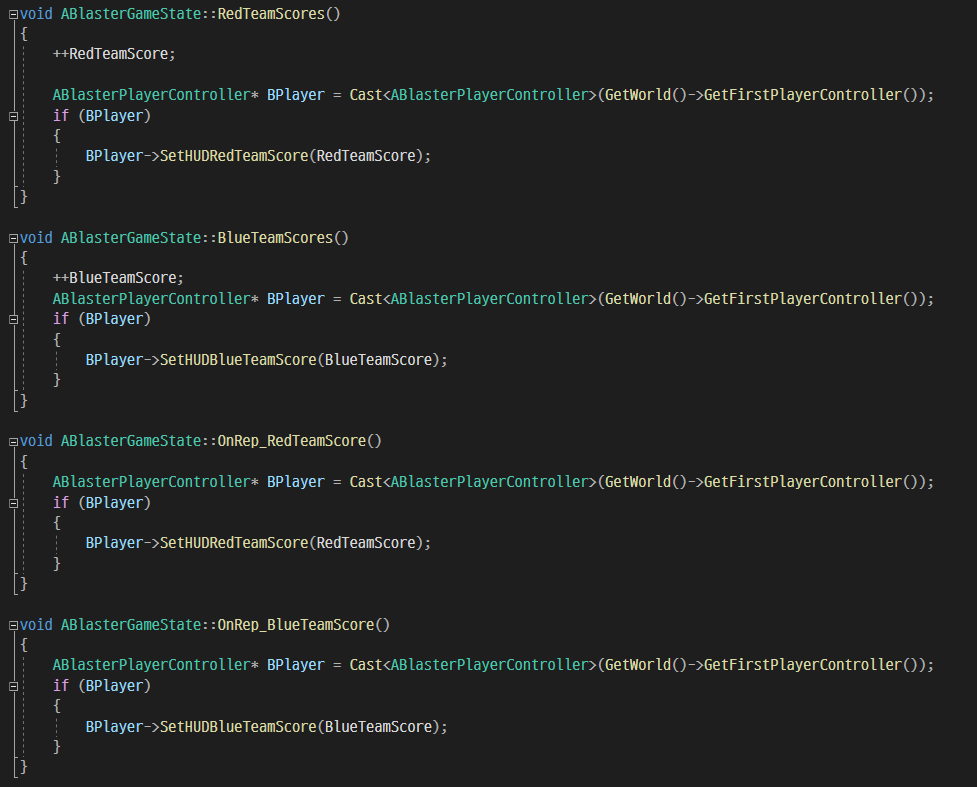 void ABlasterGameState::RedTeamScores()
{
    ++RedTeamScore;

    ABlasterPlayerController* BPlayer = Cast<ABlasterPlayerController>(GetWorld()->GetFirstPlayerController());
    if (BPlayer)
    {
        BPlayer->SetHUDRedTeamScore(RedTeamScore);
    }
}

void ABlasterGameState::BlueTeamScores()
{
    ++BlueTeamScore;
    ABlasterPlayerController* BPlayer = Cast<ABlasterPlayerController>(GetWorld()->GetFirstPlayerController());
    if (BPlayer)
    {
        BPlayer->SetHUDBlueTeamScore(BlueTeamScore);
    }
}

void ABlasterGameState::OnRep_RedTeamScore()
{
    ABlasterPlayerController* BPlayer = Cast<ABlasterPlayerController>(GetWorld()->GetFirstPlayerController());
    if (BPlayer)
    {
        BPlayer->SetHUDRedTeamScore(RedTeamScore);
    }
}

void ABlasterGameState::OnRep_BlueTeamScore()
{
    ABlasterPlayerController* BPlayer = Cast<ABlasterPlayerController>(GetWorld()->GetFirstPlayerController());
    if (BPlayer)
    {
        BPlayer->SetHUDBlueTeamScore(BlueTeamScore);
    }
}